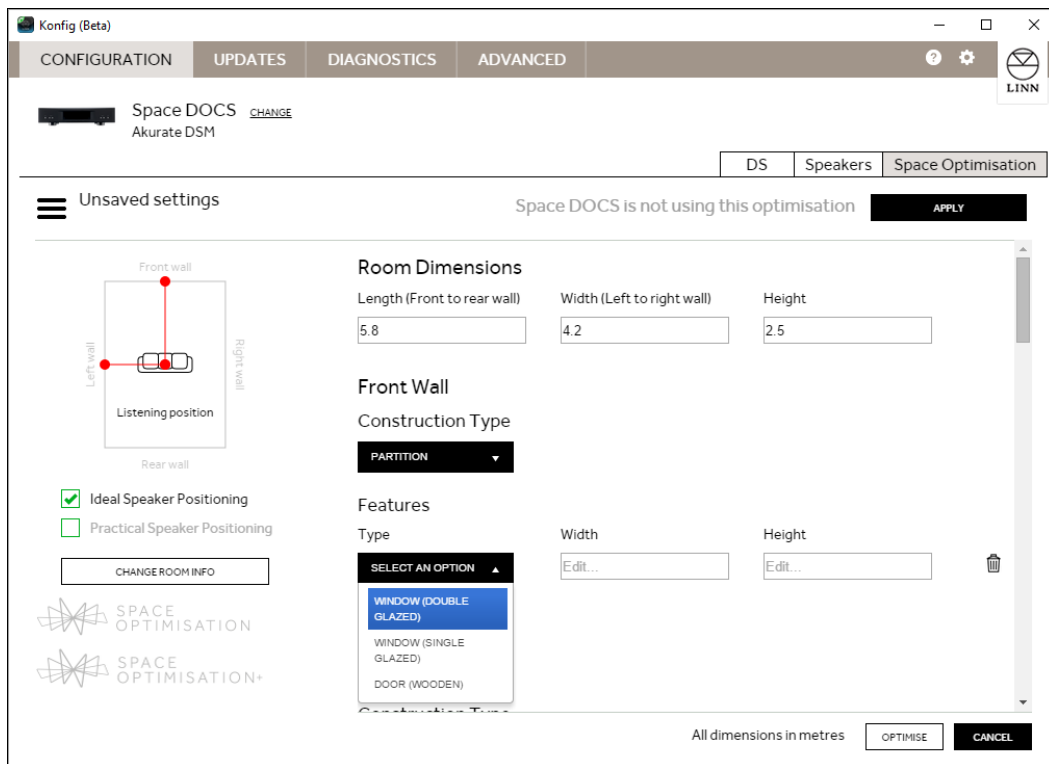 Konfig (Beta)
CONFIGURATION UPDATES DIAGNOSTICS ADVANCED
?
LINN
Space DOCS CHANGE
Akurate DSM
DS Speakers Space Optimisation
Unsaved settings
Space DOCS is not using this optimisation APPLY
Front wall
Left wall
Right wall
Listening position
Rear wall
Ideal Speaker Positioning
Practical Speaker Positioning
CHANGE ROOM INFO
SPACE
OPTIMISATION
SPACE
OPTIMISATION+
Room Dimensions
Length (Front to rear wall) Width (Left to right wall) Height
5.8 4.2 2.5
Front Wall
Construction Type
PARTITION
Features
Type Width Height
SELECT AN OPTION Edit... Edit...
WINDOW (DOUBLE
GLAZED)
WINDOW (SINGLE
GLAZED)
DOOR (WOODEN)
Construction Type
All dimensions in metres OPTIMISE CANCEL